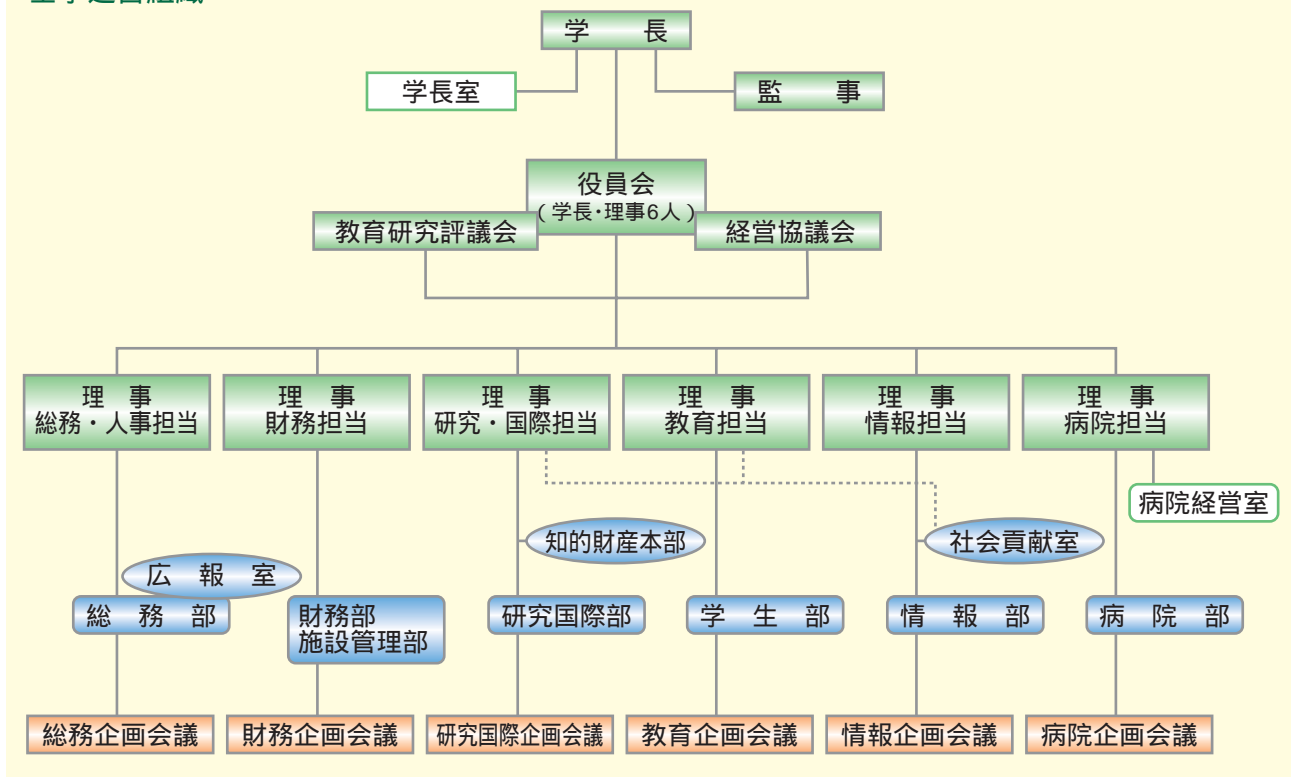 学長
学長室
監事
役員会
(学長・理事6人)
教育研究評議会
経営協議会
理事
総務・人事担当
理事
財務担当
理事
研究・国際担当
理事
教育担当
理事
情報担当
理事
病院担当
病院経営室
知的財産本部
社会貢献室
広報室
総務部
財務部
施設管理部
研究国際部
学生部
情報部
病院部
総務企画会議
財務企画会議
研究国際企画会議
教育企画会議
情報企画会議
病院企画会議